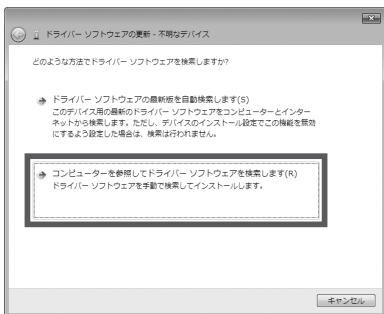 ドライバー ソフトウェアの更新 - 不明なデバイス
どのような方法でドライバー ソフトウェアを検索しますか?
ドライバー ソフトウェアの最新版を自動検索します(S)
このデバイス用の最新のドライバー ソフトウェアをコンピューターとインター
ネットから検索します。ただし、デバイスのインストール設定でこの機能を無効
にするよう設定した場合は、検索は行われません。
コンピューターを参照してドライバー ソフトウェアを検索します(R)
ドライバー ソフトウェアを手動で検索してインストールします。
キャンセル